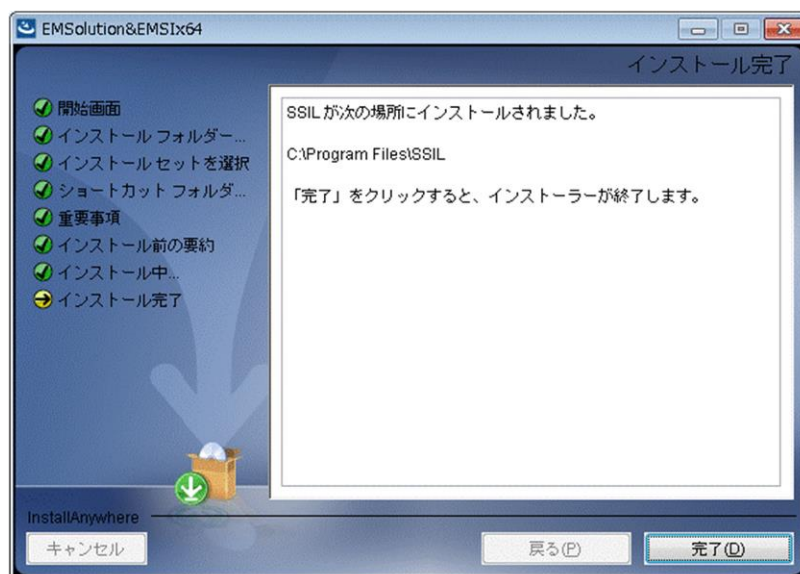 EMSolution&EMSIx64
インストール完了
開始画面
インストール フォルダー...
インストール セットを選択
ショートカット フォルダ...
重要事項
インストール前の要約
インストール中...
インストール完了
SSIL が次の場所にインストールされました。
C:\Program Files\SSIL
「完了」をクリックすると、インストーラーが終了します。
InstallAnywhere
キャンセル
戻る(P)
完了(D)